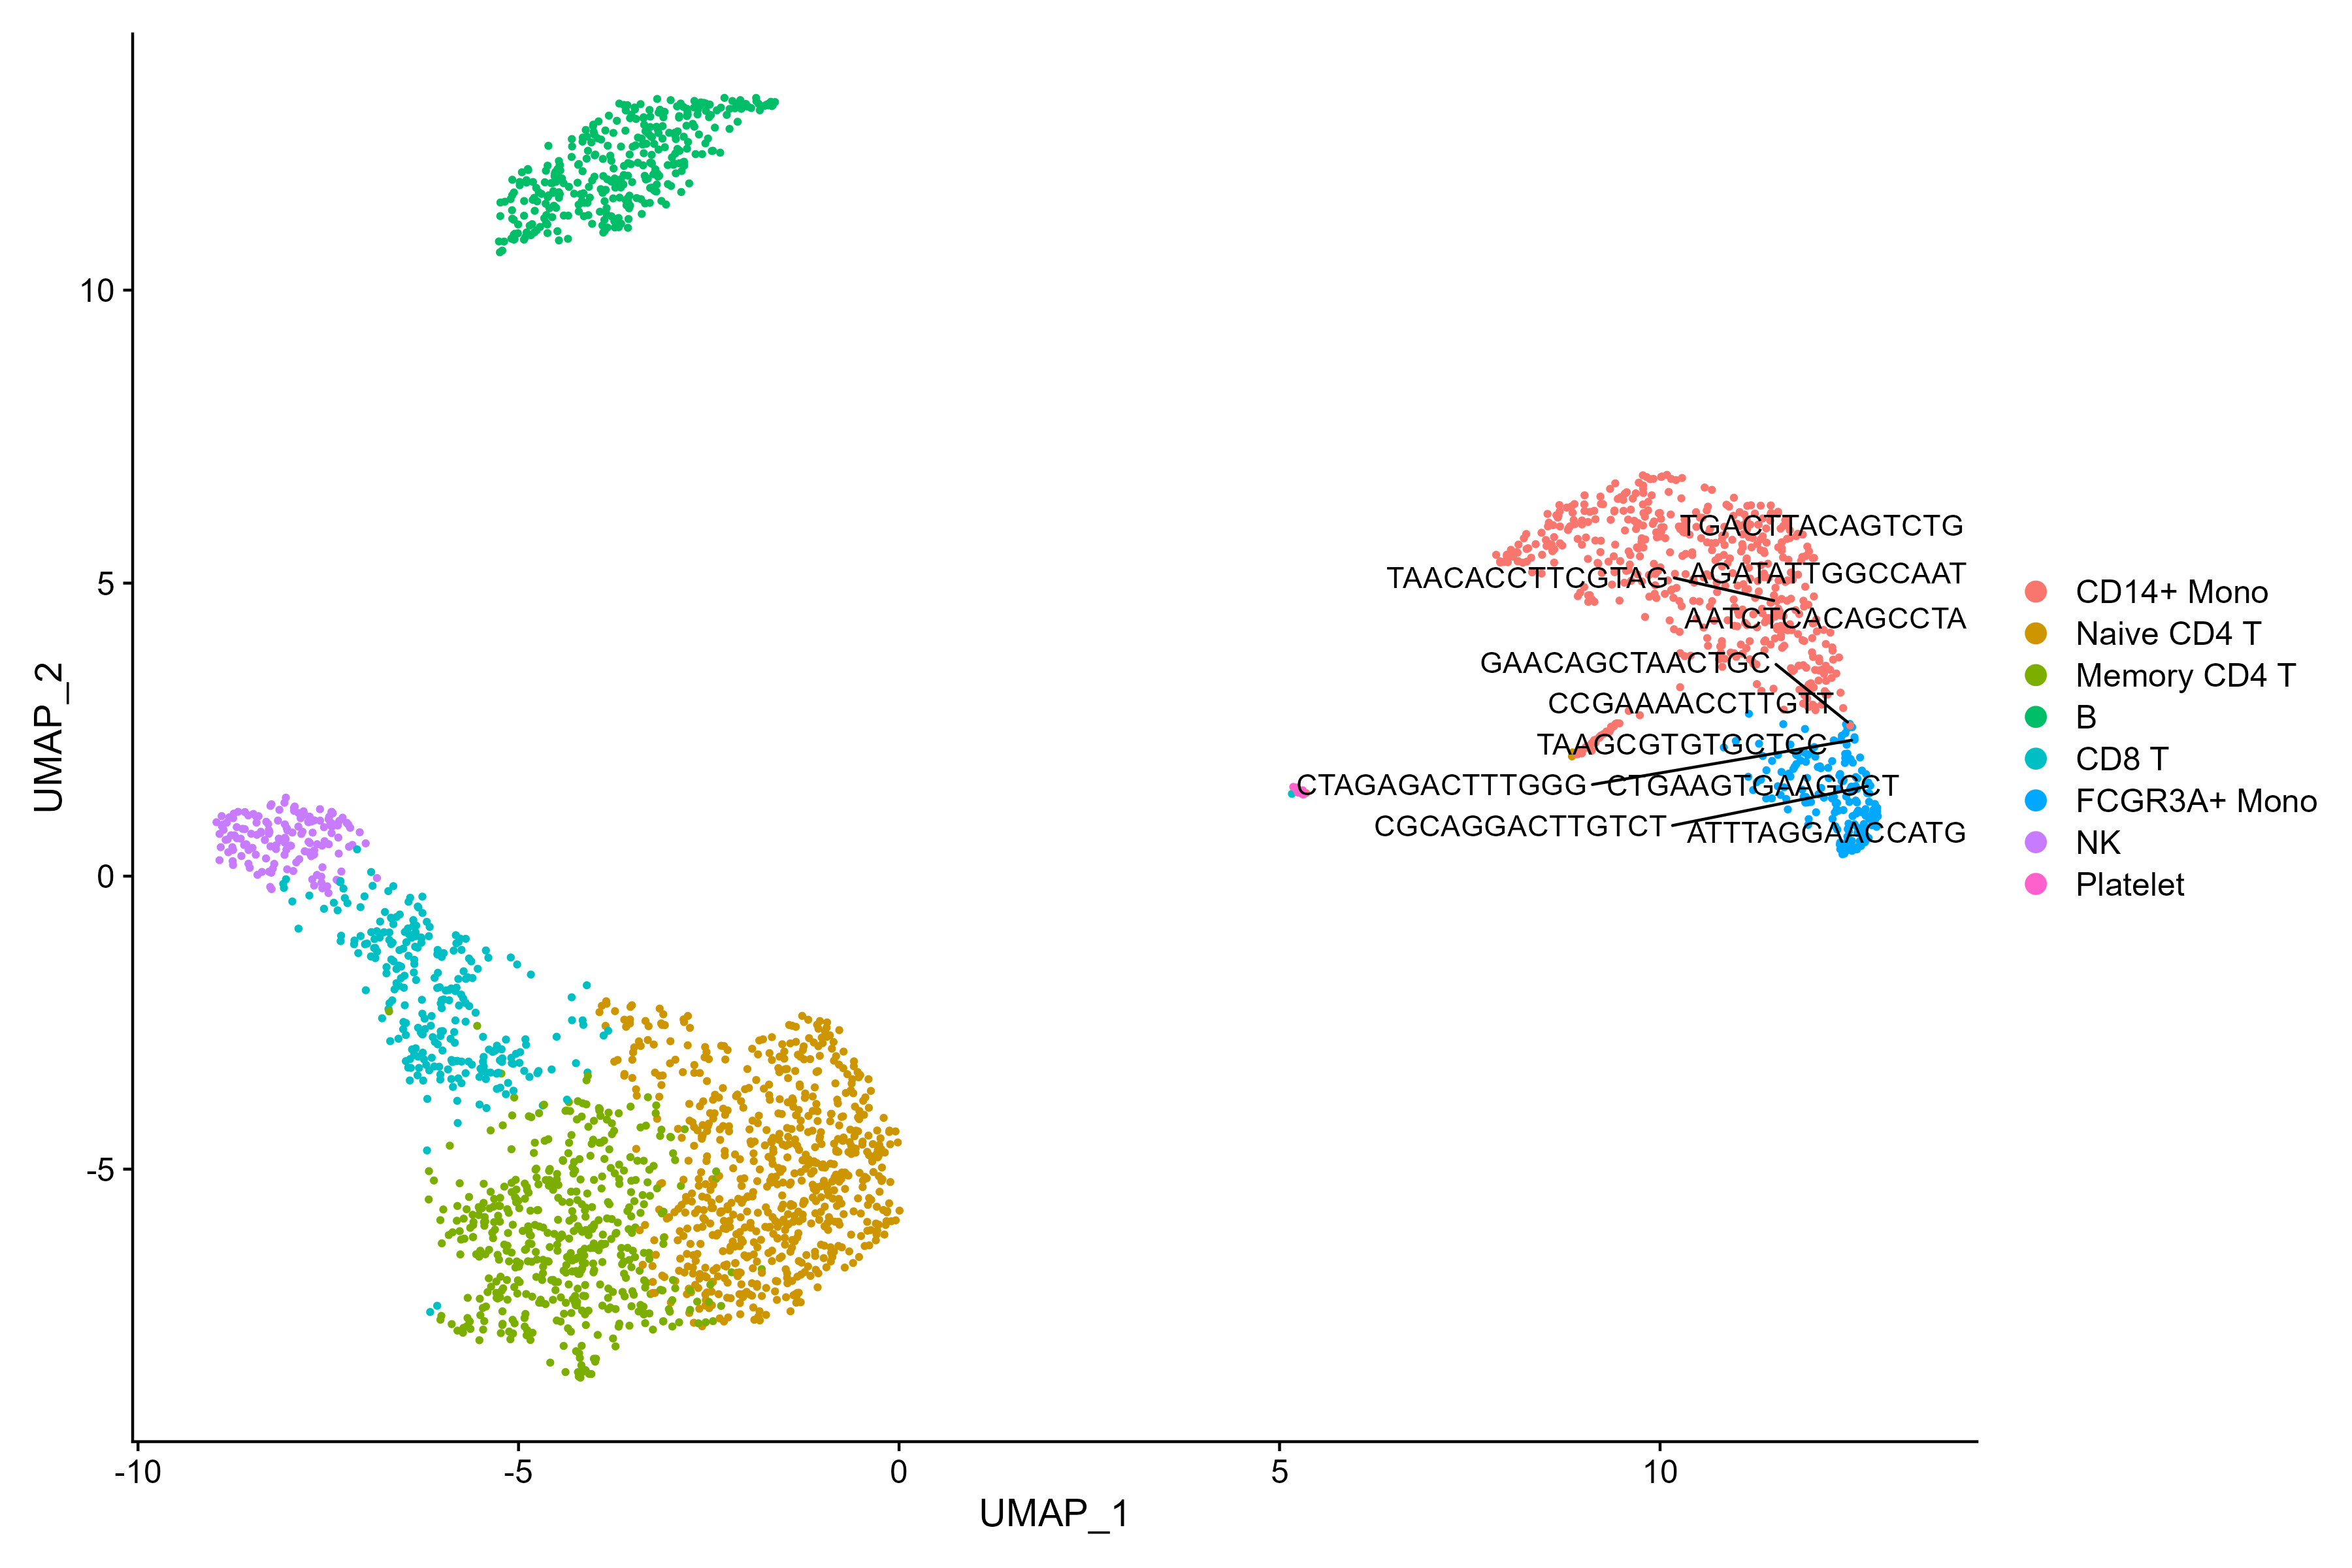 10
5
0
-5
-10
-5
0
5
10
UMAP_1
UMAP_2
TGACTTACAGTCTG
TAACACCTTCGTAG
AGATATTGGCCAAT
AATCTCACAGCCTA
GAACAGCTAACTGC
CCGAAAACCTTGTT
TAAGCGTGTGCTCC
CTAGAGACTTTGGG
CTGAAGTGAAGCCT
CGCAGGACTTGTCT
ATTTAGGAACCATG
CD14+ Mono
Naive CD4 T
Memory CD4 T
B
CD8 T
FCGR3A+ Mono
NK
Platelet